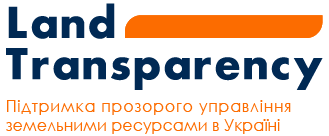 Land
Transparency
Підтримка прозорого управління
земельними ресурсами в Україні